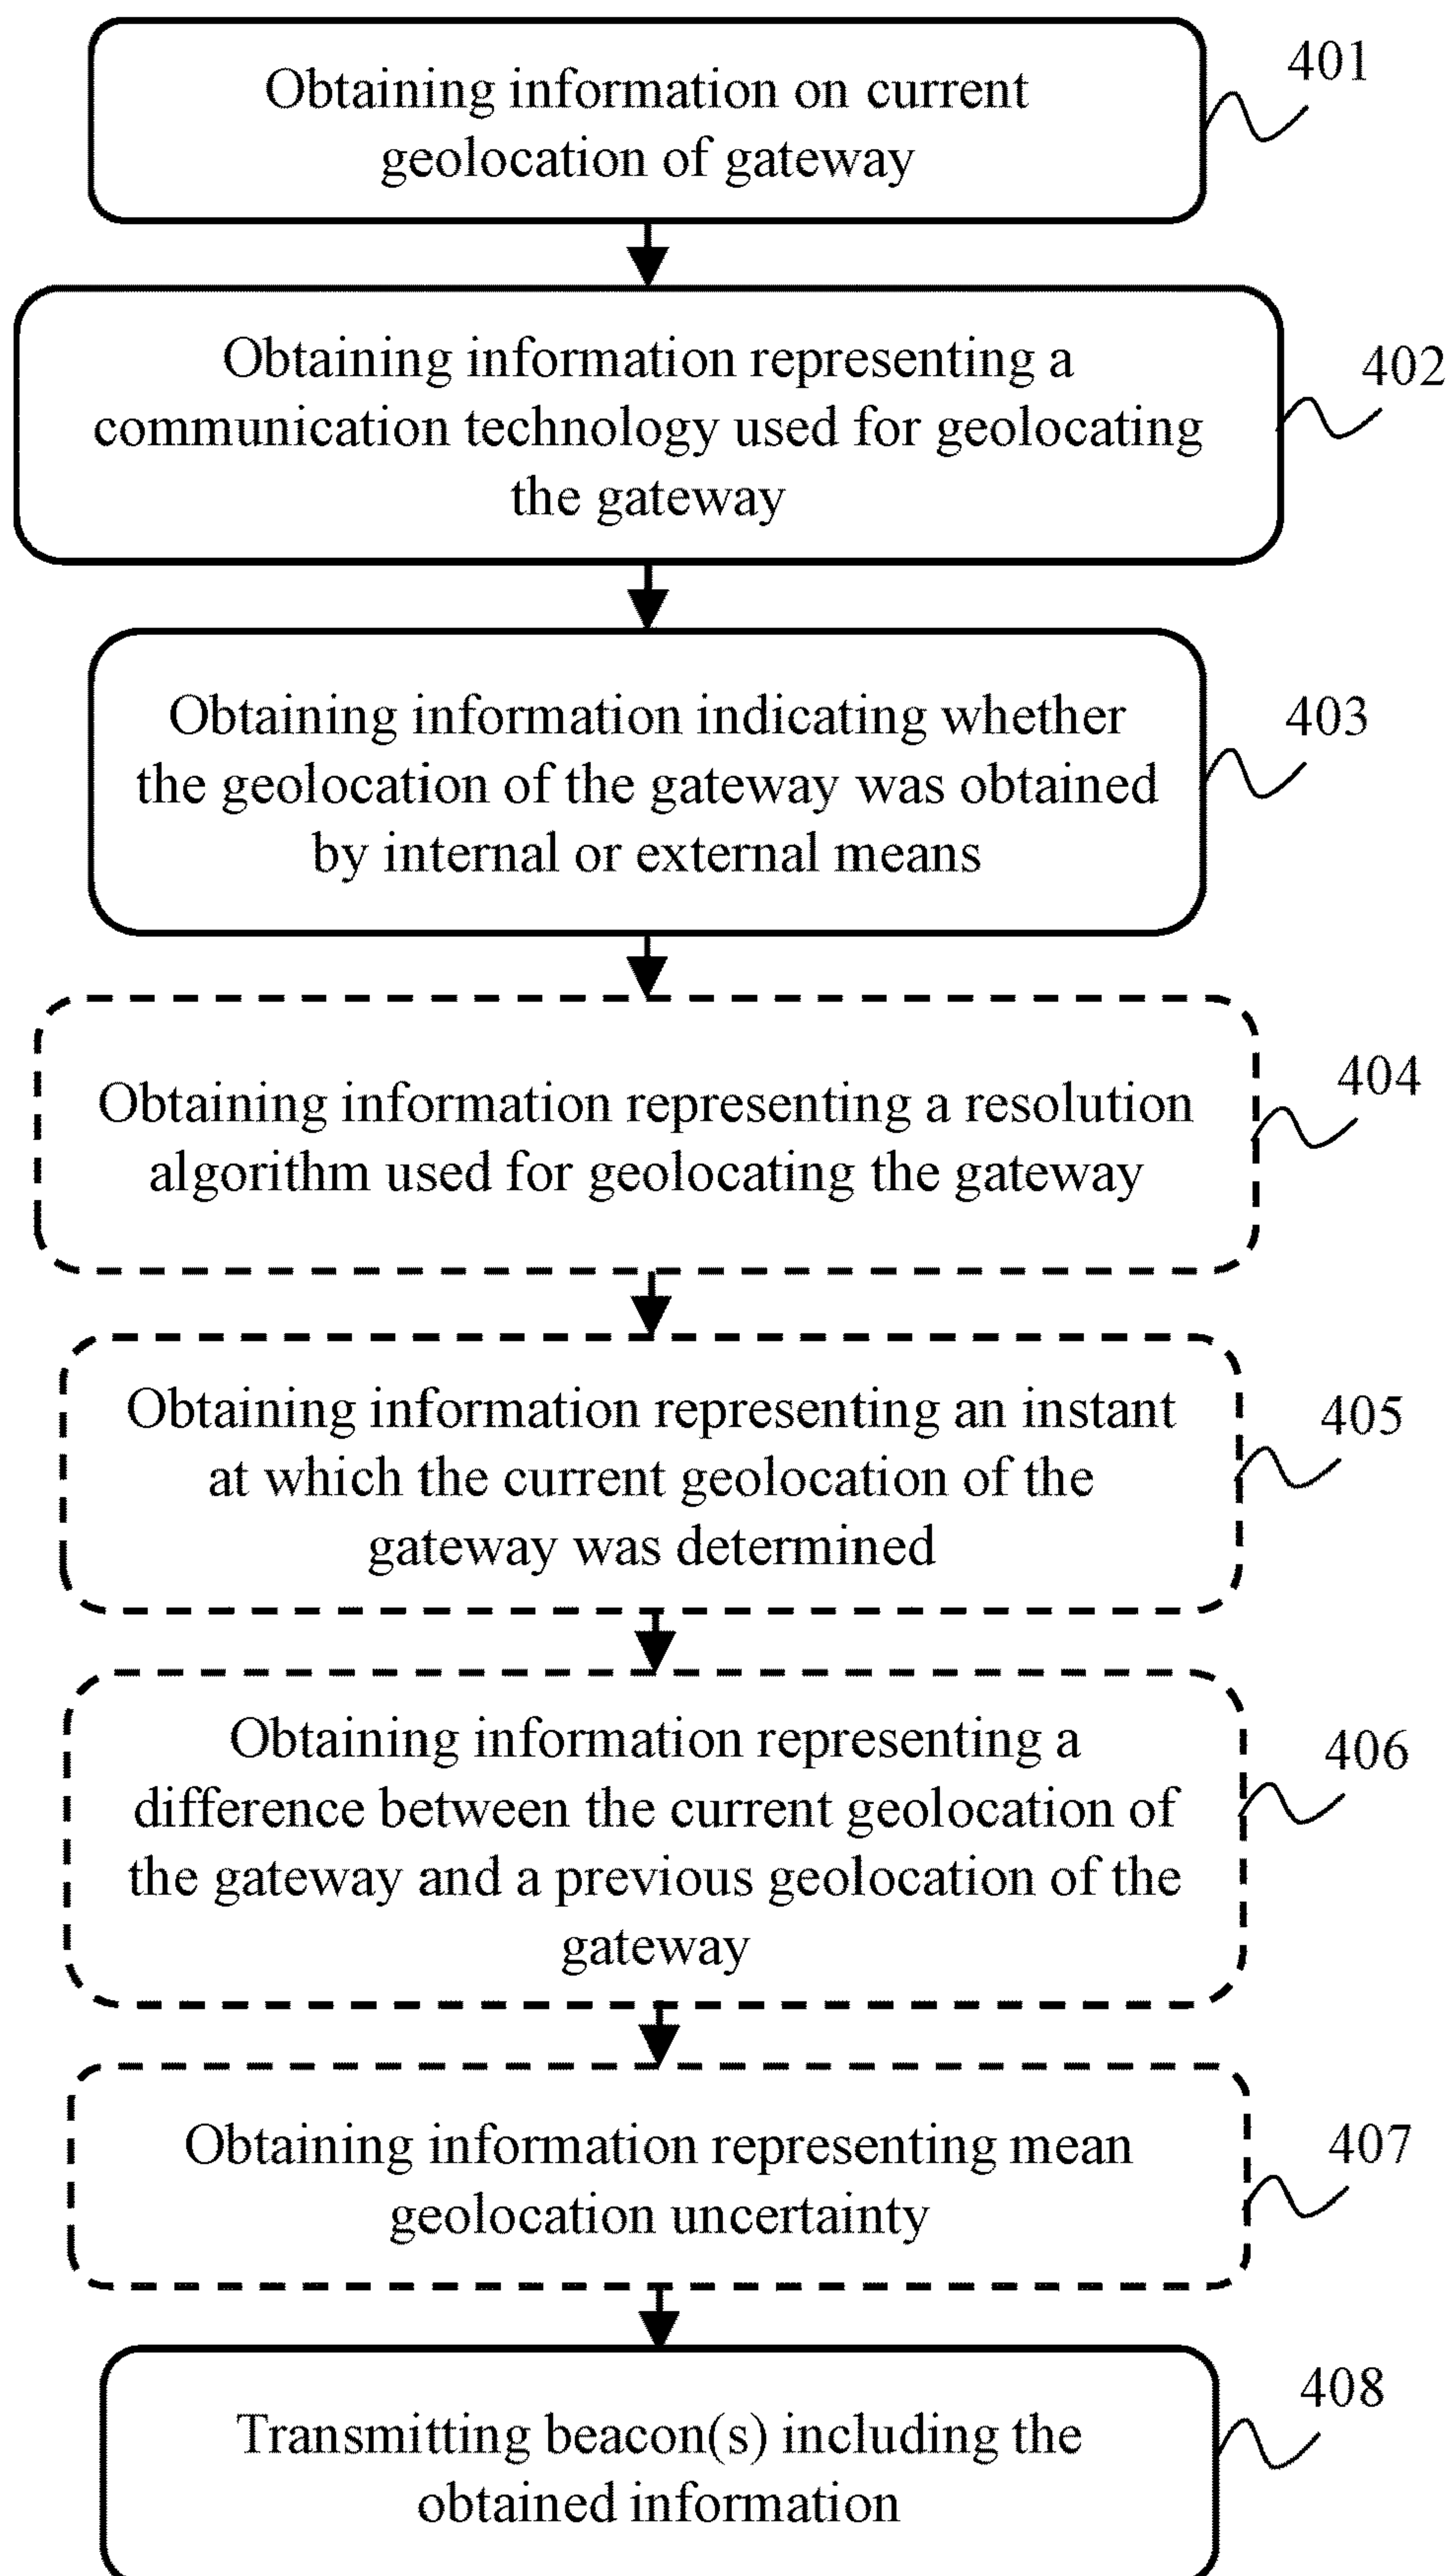 Obtaining information on current
geolocation of gateway
401
Obtaining information representing a
communication technology used for geolocating
the gateway
402
Obtaining information indicating whether
the geolocation of the gateway was obtained
by internal or external means
403
Obtaining information representing a resolution
algorithm used for geolocating the gateway
404
Obtaining information representing an instant
at which the current geolocation of the
gateway was determined
405
Obtaining information representing a
difference between the current geolocation of
the gateway and a previous geolocation of the
gateway
406
Obtaining information representing mean
geolocation uncertainty
407
Transmitting beacon(s) including the
obtained information
408